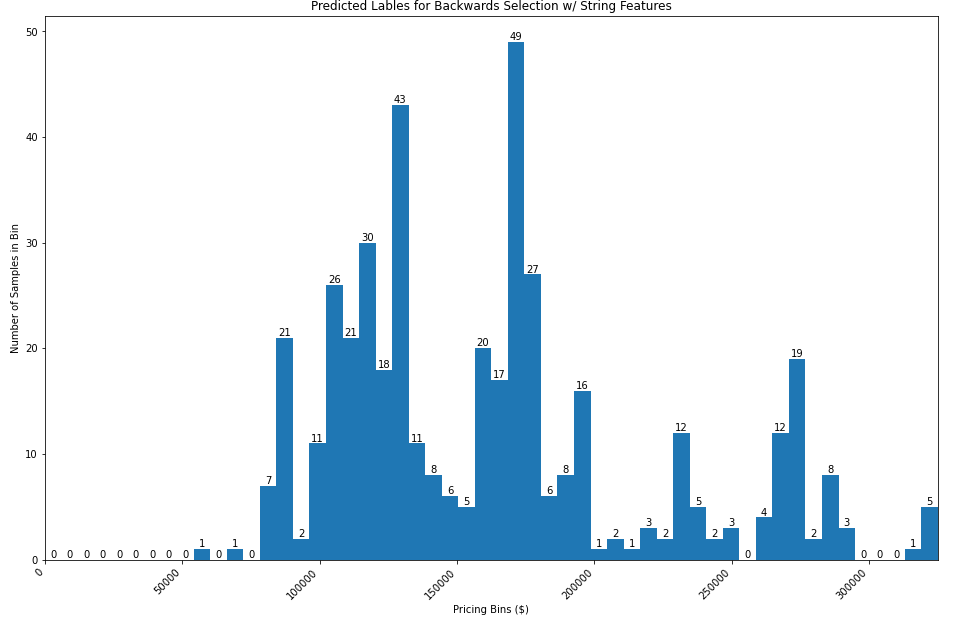 Predicted Lables for Backwards Selection w/ String Features
Number of Samples in Bin
50
40
30
20
10
0
0 0 0 0 0 0 0 0 0 1 0 1 0 7 21 2 11 26 21 30 18 43 11 8 6 5 20 17 49 27 6 8 16 1 2 1 3 2 12 5 2 3 0 4 12 19 2 8 3 0 0 0 1 5
0 50000 100000 150000 200000 250000 300000
Pricing Bins ($)